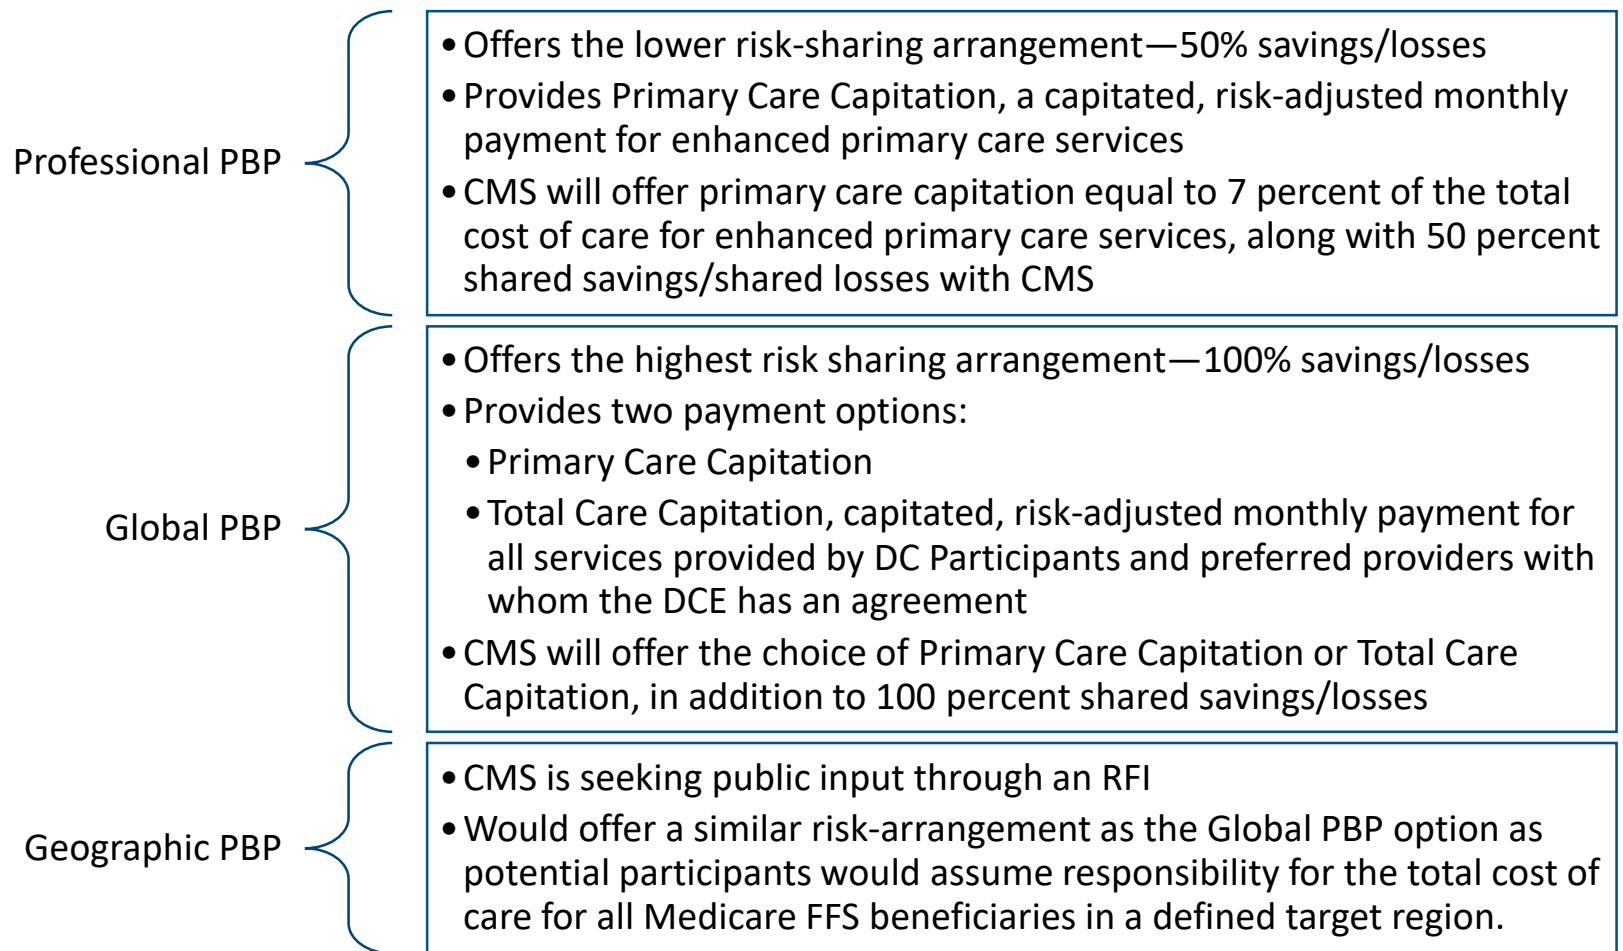 Professional PBP
• Offers the lower risk-sharing arrangement—50% savings/losses
• Provides Primary Care Capitation, a capitated, risk-adjusted monthly
payment for enhanced primary care services
• CMS will offer primary care capitation equal to 7 percent of the total
cost of care for enhanced primary care services, along with 50 percent
shared savings/shared losses with CMS
Global PBP
• Offers the highest risk sharing arrangement—100% savings/losses
• Provides two payment options:
• Primary Care Capitation
• Total Care Capitation, capitated, risk-adjusted monthly payment for
all services provided by DC Participants and preferred providers with
whom the DCE has an agreement
• CMS will offer the choice of Primary Care Capitation or Total Care
Capitation, in addition to 100 percent shared savings/losses
Geographic PBP
• CMS is seeking public input through an RFI
• Would offer a similar risk-arrangement as the Global PBP option as
potential participants would assume responsibility for the total cost of
care for all Medicare FFS beneficiaries in a defined target region.